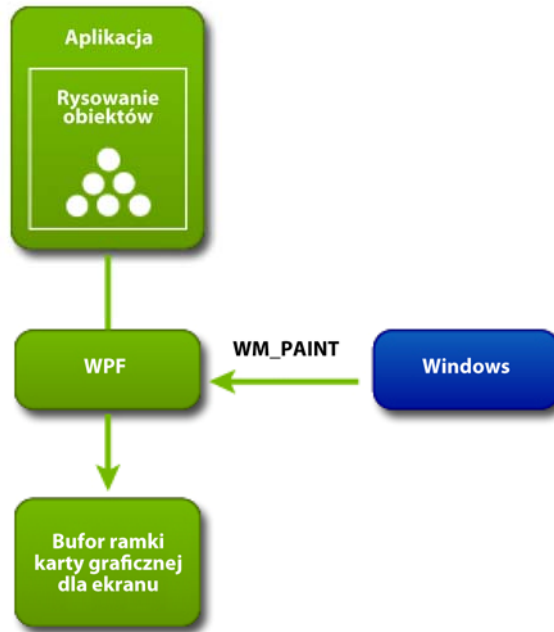 Aplikacja
Rysowanie
obiektów
WPF
WM_PAINT
Windows
Bufor ramki
karty graficznej
dla ekranu